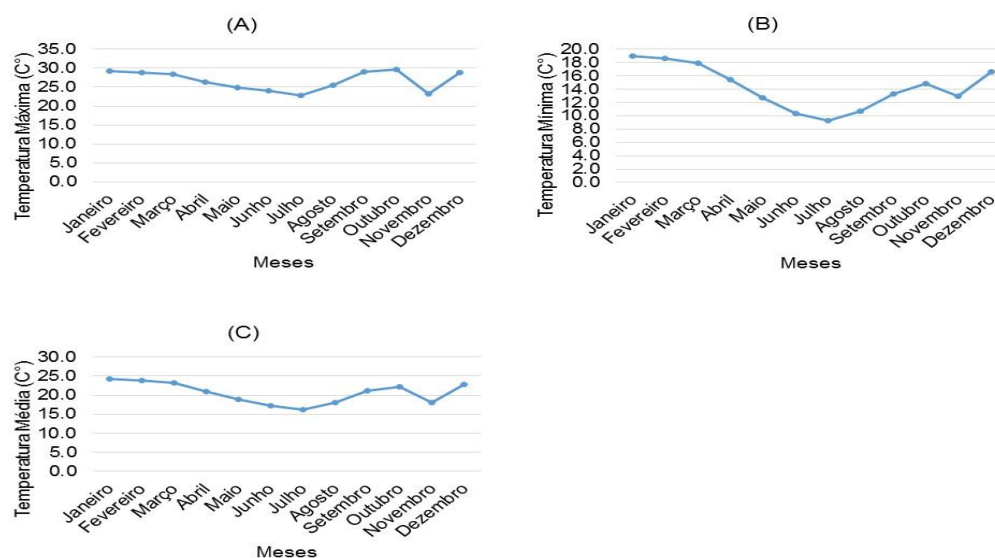 (A)
Temperatura Máxima (C°)
35.0
30.0
25.0
20.0
15.0
10.0
5.0
0.0
Janeiro
Fevereiro
Março
Abril
Maio
Junho
Julho
Agosto
Setembro
Outubro
Novembro
Dezembro
Meses
(B)
Temperatura Mínima (C°)
20.0
18.0
16.0
14.0
12.0
10.0
8.0
6.0
4.0
2.0
0.0
Janeiro
Fevereiro
Março
Abril
Maio
Junho
Julho
Agosto
Setembro
Outubro
Novembro
Dezembro
Meses
(C)
Temperatura Média (C°)
30.0
25.0
20.0
15.0
10.0
5.0
0.0
Janeiro
Fevereiro
Março
Abril
Maio
Junho
Julho
Agosto
Setembro
Outubro
Novembro
Dezembro
Meses